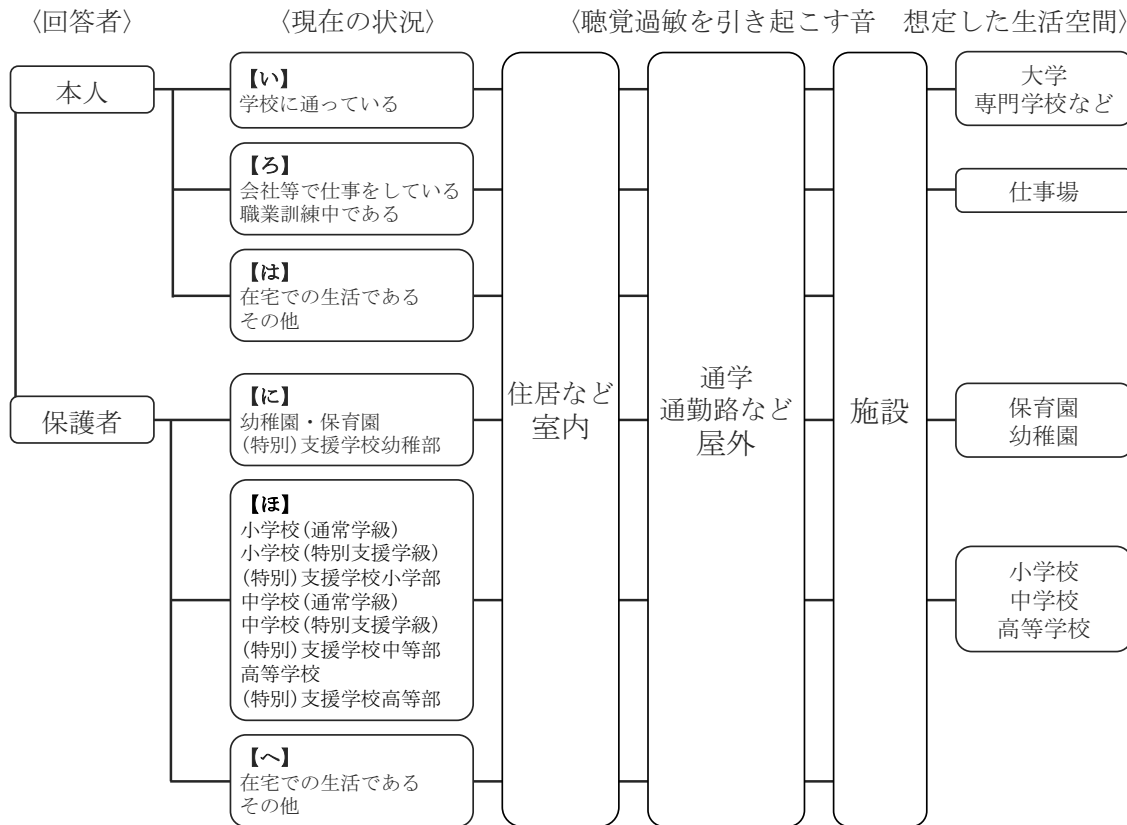 〈回答者〉
〈現在の状況〉
〈聴覚過敏を引き起こす音 想定した生活空間〉
本人
【い】
学校に通っている
【ろ】
会社等で仕事をしている
職業訓練中である
【は】
在宅での生活である
その他
保護者
【に】
幼稚園・保育園
(特別)支援学校幼稚部
【ほ】
小学校(通常学級)
小学校(特別支援学級)
(特別)支援学校小学部
中学校(通常学級)
中学校(特別支援学級)
(特別)支援学校中等部
高等学校
(特別)支援学校高等部
【へ】
在宅での生活である
その他
住居など
室内
通学
通勤路など
屋外
施設
大学
専門学校など
仕事場
保育園
幼稚園
小学校
中学校
高等学校